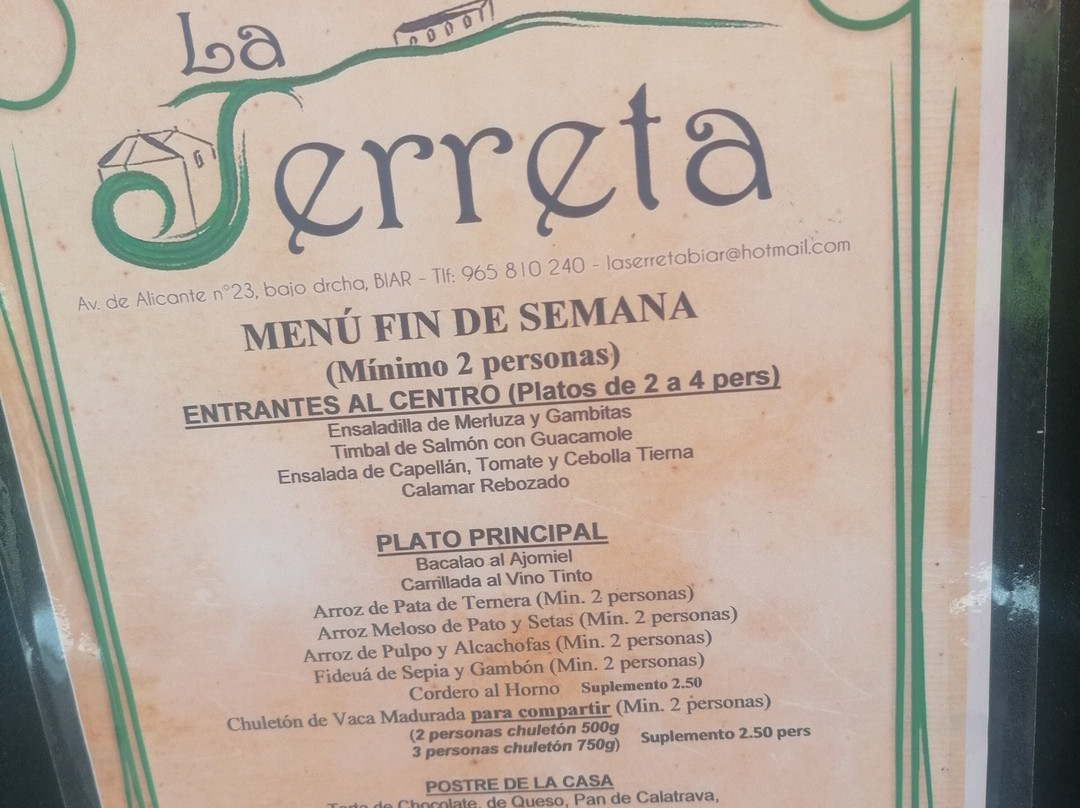 La
Serreta
Av. de Alicante nº23, bajo drcha, BIAR - Tlf: 965 810 240 - laserretabiar@hotmail.com
MENÚ FIN DE SEMANA
(Mínimo 2 personas)
ENTRANTES AL CENTRO (Platos de 2 a 4 pers)
Ensaladilla de Merluza y Gambitas
Timbal de Salmón con Guacamole
Ensalada de Capellán, Tomate y Cebolla Tierna
Calamar Rebozado
PLATO PRINCIPAL
Bacalao al Ajomiel
Carrillada al Vino Tinto
Arroz de Pata de Ternera (Min. 2 personas)
Arroz Meloso de Pato y Setas (Min. 2 personas)
Arroz de Pulpo y Alcachofas (Min. 2 personas)
Fideuá de Sepia y Gambón (Min. 2 personas)
Cordero al Horno Suplemento 2.50
Chuletón de Vaca Madurada para compartir (Min. 2 personas)
(2 personas chuletón 500g
3 personas chuletón 750g) Suplemento 2.50 pers
POSTRE DE LA CASA
Tarta de Chocolate, de Queso, Pan de Calatrava,